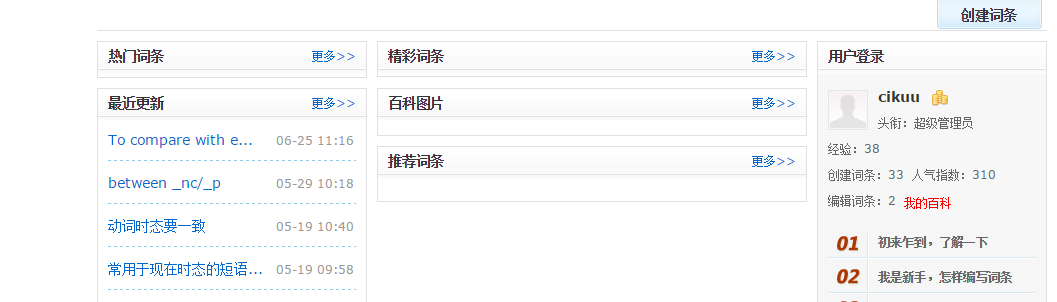 创建词条
热门词条 更多>>
最近更新 更多>>
To compare with e... 06-25 11:16
between _nc/_p 05-29 10:18
动词时态要一致 05-19 10:40
常用于现在时态的短语... 05-19 09:58
精彩词条 更多>>
百科图片 更多>>
推荐词条 更多>>
用户登录
cikuu
头衔：超级管理员
经验：38
创建词条：33 人气指数：310
编辑词条：2 我的百科
01 初来乍到，了解一下
02 我是新手，怎样编写词条